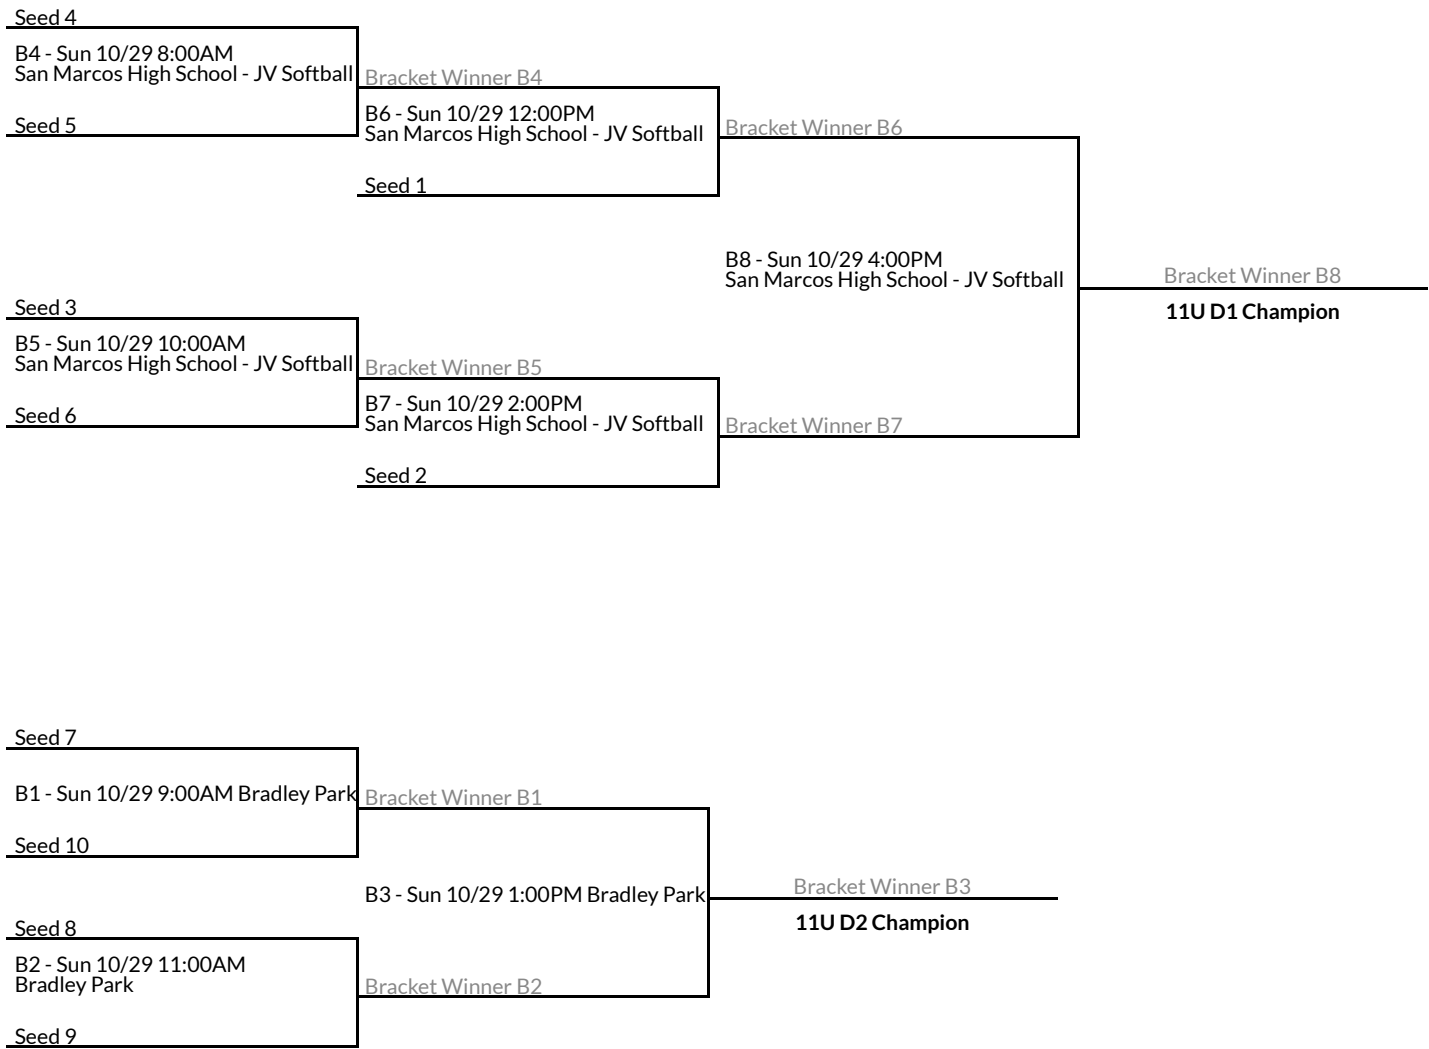 Seed 4
B4 - Sun 10/29 8:00AM
San Marcos High School - JV Softball
Bracket Winner B4
Seed 5
B6 - Sun 10/29 12:00PM
San Marcos High School - JV Softball
Bracket Winner B6
Seed 1
B8 - Sun 10/29 4:00PM
San Marcos High School - JV Softball
Bracket Winner B8
11U D1 Champion
Seed 3
B5 - Sun 10/29 10:00AM
San Marcos High School - JV Softball
Bracket Winner B5
Seed 6
B7 - Sun 10/29 2:00PM
San Marcos High School - JV Softball
Bracket Winner B7
Seed 2
Seed 7
B1 - Sun 10/29 9:00AM Bradley Park
Bracket Winner B1
Seed 10
B3 - Sun 10/29 1:00PM Bradley Park
Bracket Winner B3
11U D2 Champion
Seed 8
B2 - Sun 10/29 11:00AM
Bradley Park
Bracket Winner B2
Seed 9